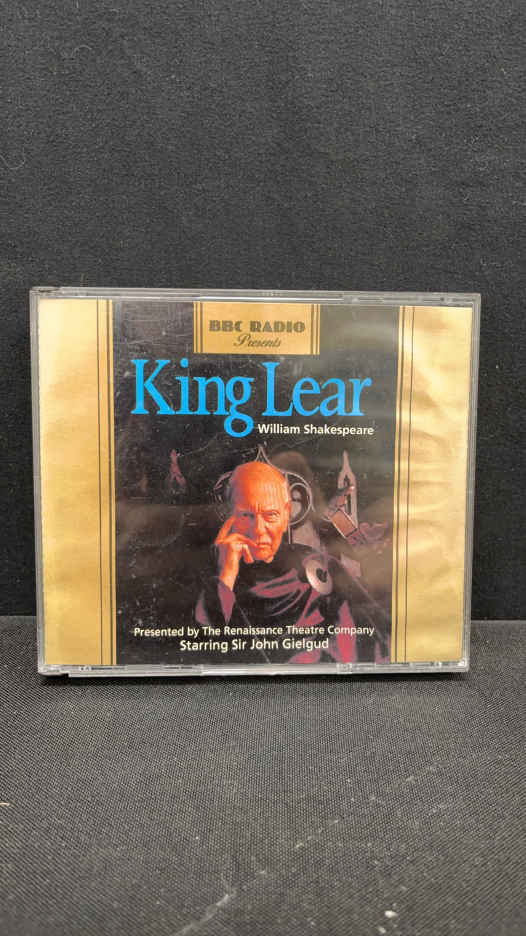 BBC RADIO
Presents
King Lear
William Shakespeare
Presented by The Renaissance Theatre Company
Starring Sir John Gielgud